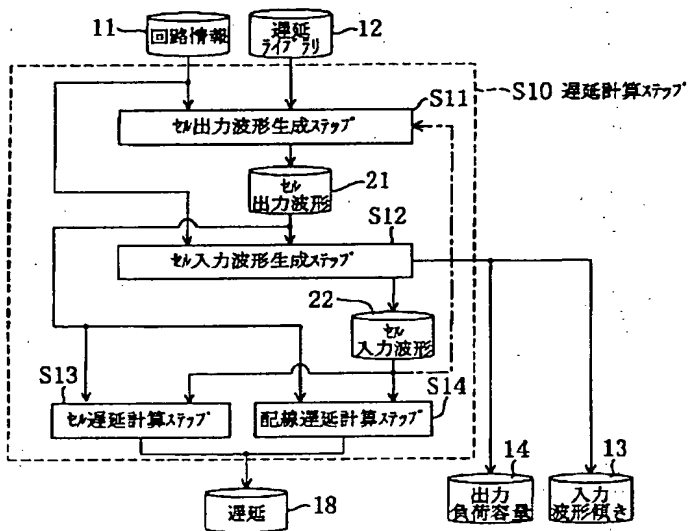 11
回路情報
遅延
ライブラリ
12
S10 遅延計算ステップ
S11
セル出力波形生成ステップ
セル
出力波形
21
S12
セル入力波形生成ステップ
22
セル
入力波形
S13
セル遅延計算ステップ
S14
配線遅延計算ステップ
遅延
18
14
出力
負荷容量
13
入力
波形傾き